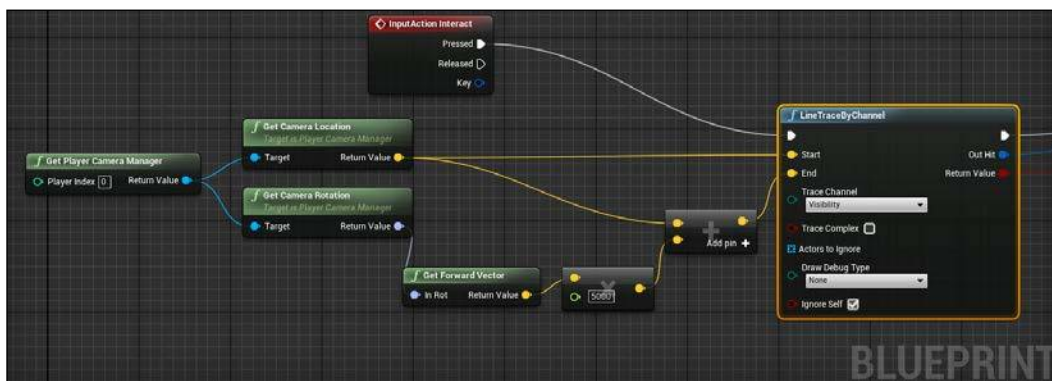 InputAction Interact
Pressed
Released
Key
Get Camera Location
Target is Player Camera Manager
Target
Return Value
Get Player Camera Manager
Player Index 0
Return Value
Get Camera Rotation
Target is Player Camera Manager
Target
Return Value
Get Forward Vector
In Rot
Return Value
5000
Add pin
LineTraceByChannel
Start
Out Hit
End
Return Value
Trace Channel
Visibility
Trace Complex
Actors to Ignore
Draw Debug Type
None
Ignore Self
BLUEPRINT